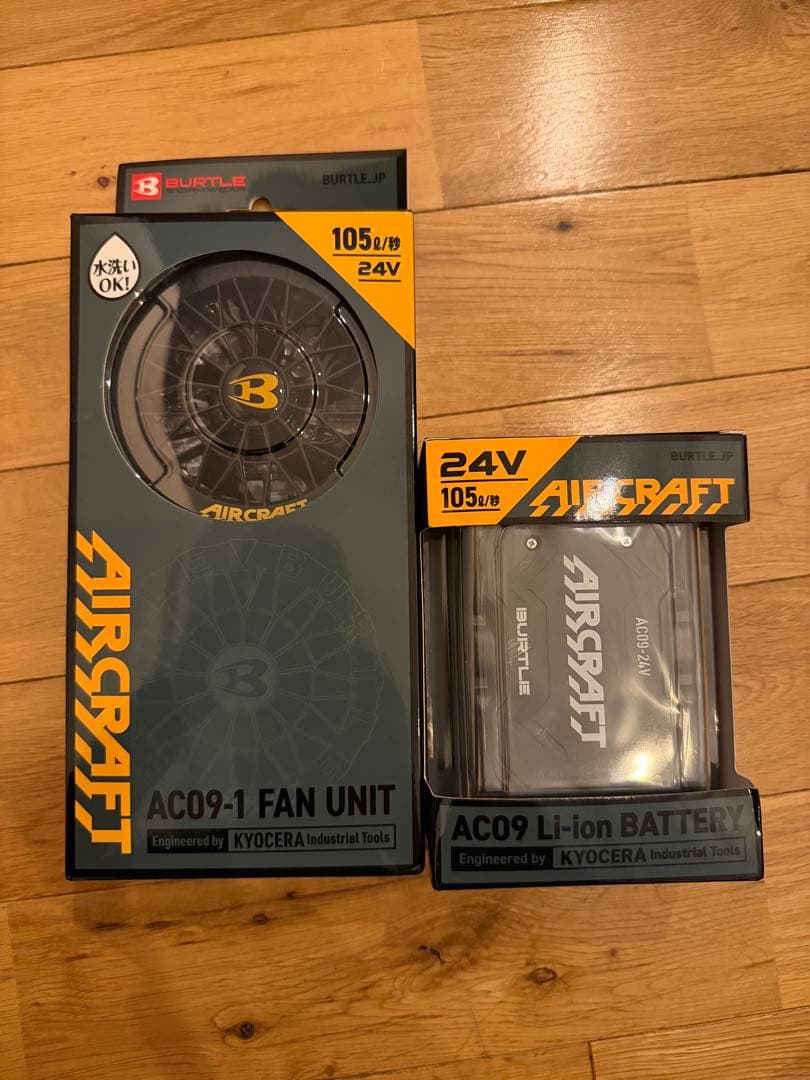 BURTLE
BURTLE.JP
水洗い
OK!
105ℓ/秒
24V
B
AIRCRAFT
AIRCRAFT
B
AC09-1 FAN UNIT
Engineered by KYOCERA Industrial Tools
24V
105ℓ/秒
AIRCRAFT
BURTLE.JP
AIRCRAFT
BURTLE
AC09-24V
AC09 Li-ion BATTERY
Engineered by KYOCERA Industrial Tools